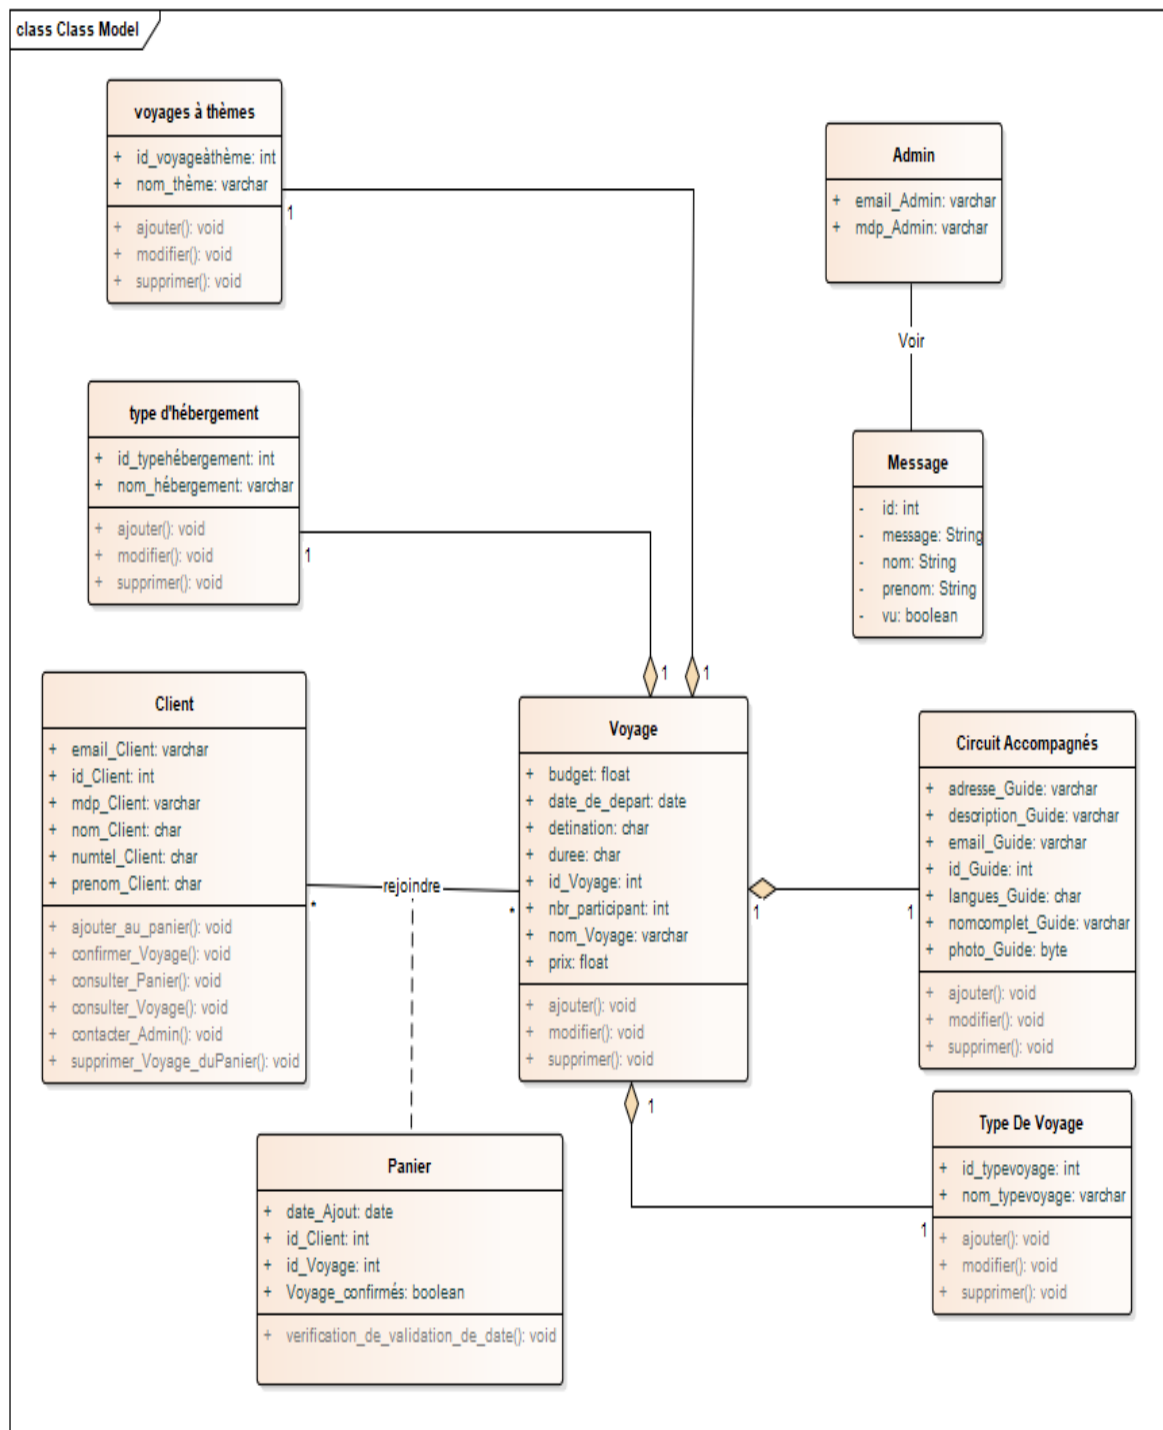 class Class Model
voyages à thèmes
+ id_voyageàthème: int
+ nom_thème: varchar
+ ajouter(): void
+ modifier(): void
+ supprimer(): void
1
1
Admin
+ email_Admin: varchar
+ mdp_Admin: varchar
Voir
type d'hébergement
+ id_typehébergement: int
+ nom_hébergement: varchar
+ ajouter(): void
+ modifier(): void
+ supprimer(): void
1
1
Message
- id: int
- message: String
- nom: String
- prenom: String
- vu: boolean
Client
+ email_Client: varchar
+ id_Client: int
+ mdp_Client: varchar
+ nom_Client: char
+ numtel_Client: char
+ prenom_Client: char
+ ajouter_au_panier(): void
+ confirmer_Voyage(): void
+ consulter_Panier(): void
+ consulter_Voyage(): void
+ contacter_Admin(): void
+ supprimer_Voyage_duPanier(): void
*
rejoindre
*
Voyage
+ budget: float
+ date_de_depart: date
+ detination: char
+ duree: char
+ id_Voyage: int
+ nbr_participant: int
+ nom_Voyage: varchar
+ prix: float
+ ajouter(): void
+ modifier(): void
+ supprimer(): void
1
1
Circuit Accompagnés
+ adresse_Guide: varchar
+ description_Guide: varchar
+ email_Guide: varchar
+ id_Guide: int
+ langues_Guide: char
+ nomcomplet_Guide: varchar
+ photo_Guide: byte
+ ajouter(): void
+ modifier(): void
+ supprimer(): void
1
1
Type De Voyage
+ id_typevoyage: int
+ nom_typevoyage: varchar
+ ajouter(): void
+ modifier(): void
+ supprimer(): void
Panier
+ date_Ajout: date
+ id_Client: int
+ id_Voyage: int
+ Voyage_confirmés: boolean
+ verification_de_validation_de_date(): void